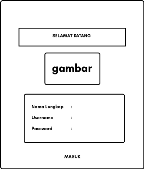 SELAMAT DATANG
gambar
Nama Lengkap :
Username :
Password :
MASUK